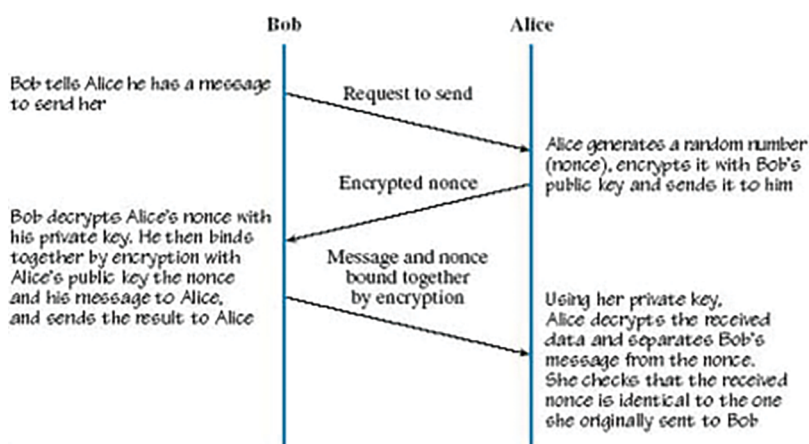 Bob
Alice
Bob tells Alice he has a message
to send her
Request to send
Alice generates a random number
(nonce), encrypts it with Bob's
public key and sends it to him
Encrypted nonce
Bob decrypts Alice's nonce with
his private key. He then binds
together by encryption with
Alice's public key the nonce
and his message to Alice,
and sends the result to Alice
Message and nonce
bound together
by encryption
Using her private key,
Alice decrypts the received
data and separates Bob's
message from the nonce.
She checks that the received
nonce is identical to the one
she originally sent to Bob